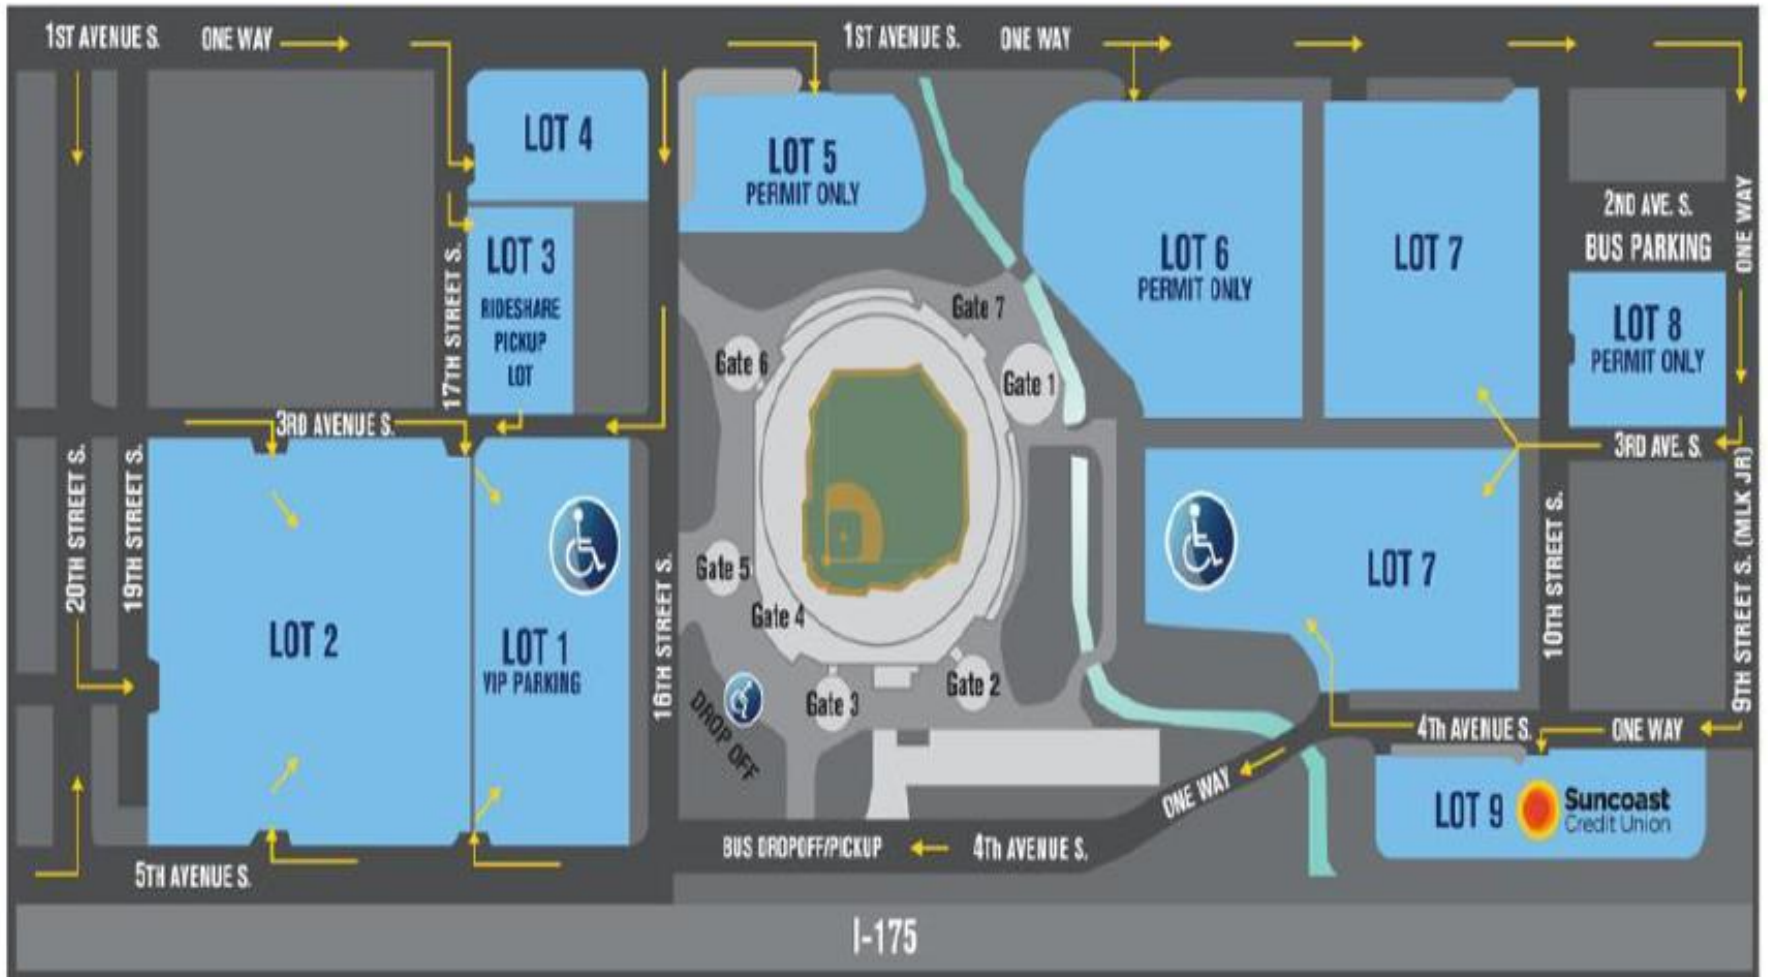 1ST AVENUE S. ONE WAY
1ST AVENUE S. ONE WAY
LOT 4
LOT 5
PERMIT ONLY
LOT 3
RIDESHARE
PICKUP
LOT
17TH STREET S.
LOT 6
PERMIT ONLY
LOT 7
2ND AVE. S.
BUS PARKING
ONE WAY
LOT 8
PERMIT ONLY
Gate 7
Gate 6
Gate 1
3RD AVENUE S.
3RD AVE. S.
20TH STREET S.
19TH STREET S.
LOT 2
LOT 1
VIP PARKING
16TH STREET S.
Gate 5
Gate 4
Gate 3
Gate 2
DROP OFF
LOT 7
10TH STREET S.
9TH STREET S. (MLK JR)
4Th AVENUE S.
ONE WAY
ONE WAY
LOT 9
Suncoast
Credit Union
BUS DROPOFF/PICKUP
4Th AVENUE S.
5TH AVENUE S.
I-175